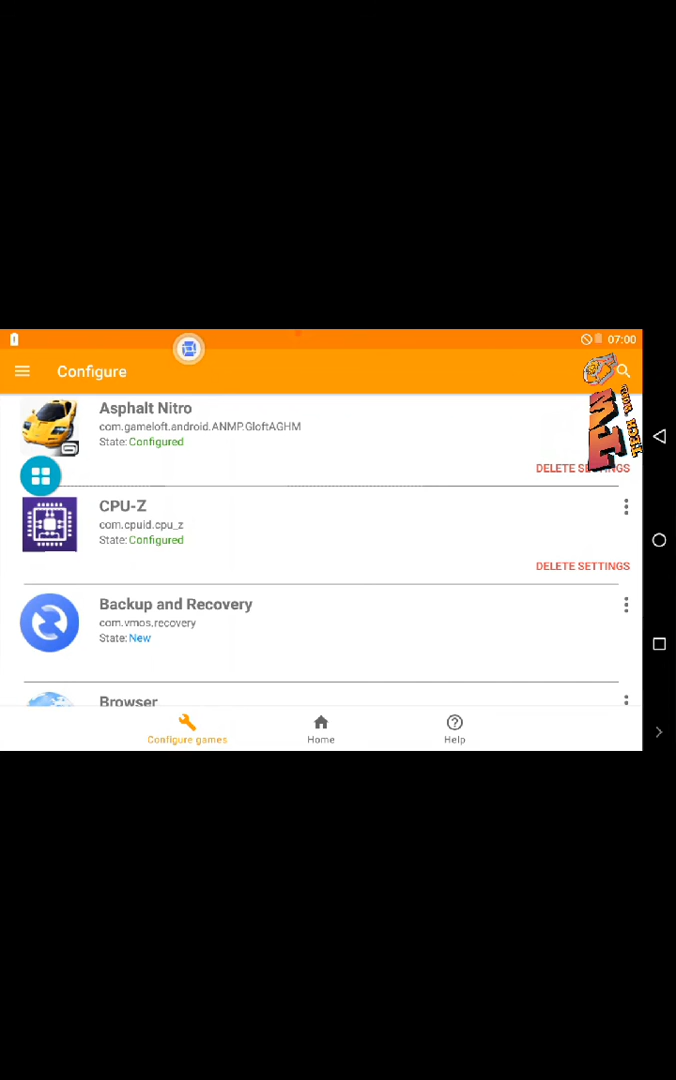 07:00
Configure
Asphalt Nitro
com.gameloft.android.ANMP.GloftAGHM
State: Configured
DELETE SETTINGS
CPU-Z
com.cpuid.cpu_z
State: Configured
DELETE SETTINGS
Backup and Recovery
com.vmos.recovery
State: New
Browser
Configure games
Home
Help